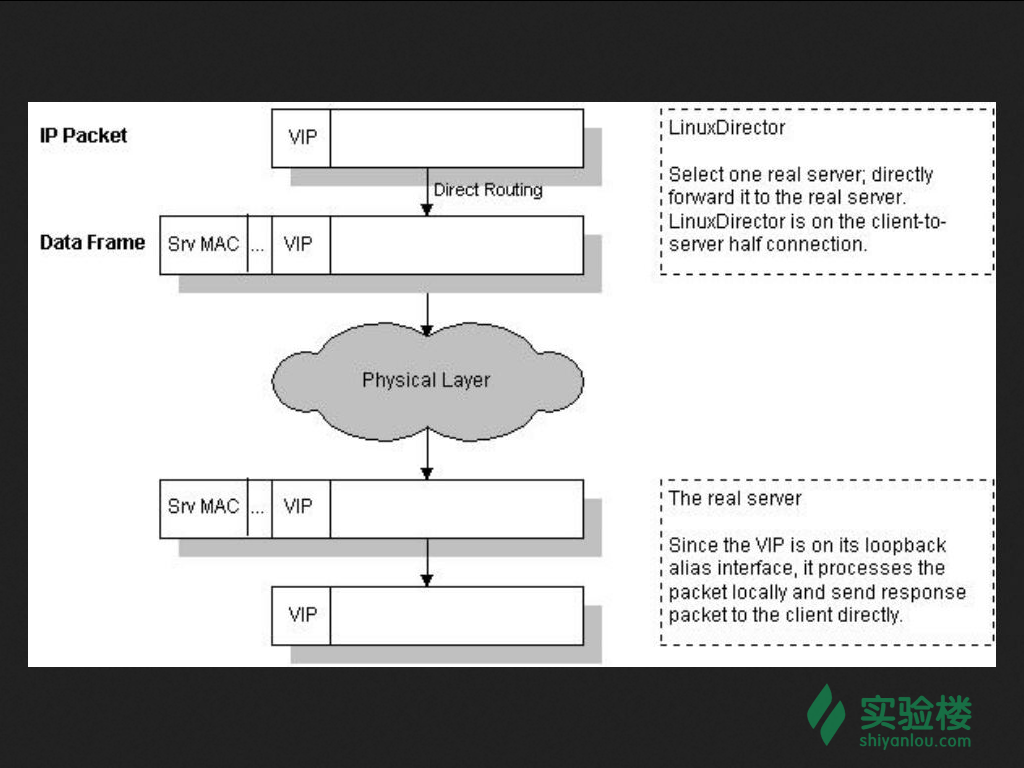 IP Packet
VIP
LinuxDirector
Select one real server; directly
forward it to the real server.
LinuxDirector is on the client-to-
server half connection.
Direct Routing
Data Frame
Srv MAC ... VIP
Physical Layer
Srv MAC ... VIP
The real server
Since the VIP is on its loopback
alias interface, it processes the
packet locally and send response
packet to the client directly.
VIP
实验楼
shiyanlou.com